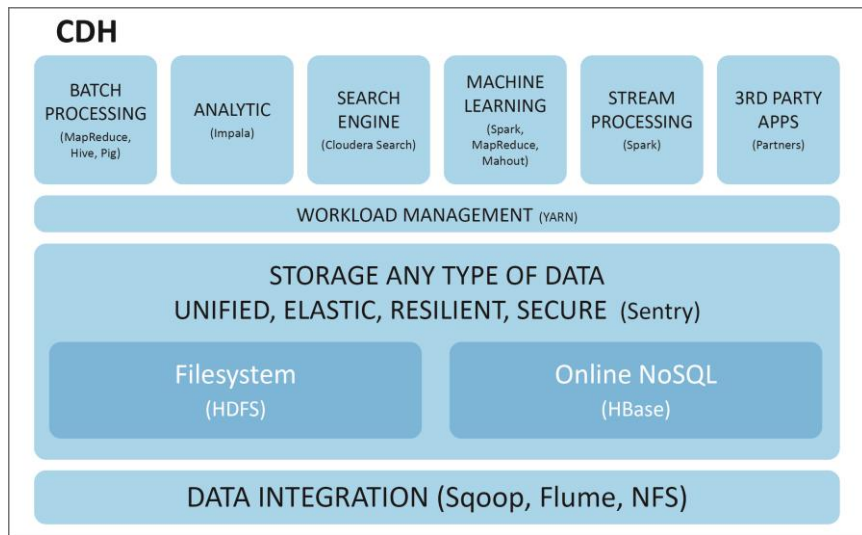 CDH
BATCH
PROCESSING
(MapReduce,
Hive, Pig)
ANALYTIC
(Impala)
SEARCH
ENGINE
(Cloudera Search)
MACHINE
LEARNING
(Spark,
MapReduce,
Mahout)
STREAM
PROCESSING
(Spark)
3RD PARTY
APPS
(Partners)
WORKLOAD MANAGEMENT (YARN)
STORAGE ANY TYPE OF DATA
UNIFIED, ELASTIC, RESILIENT, SECURE (Sentry)
Filesystem
(HDFS)
Online NoSQL
(HBase)
DATA INTEGRATION (Sqoop, Flume, NFS)